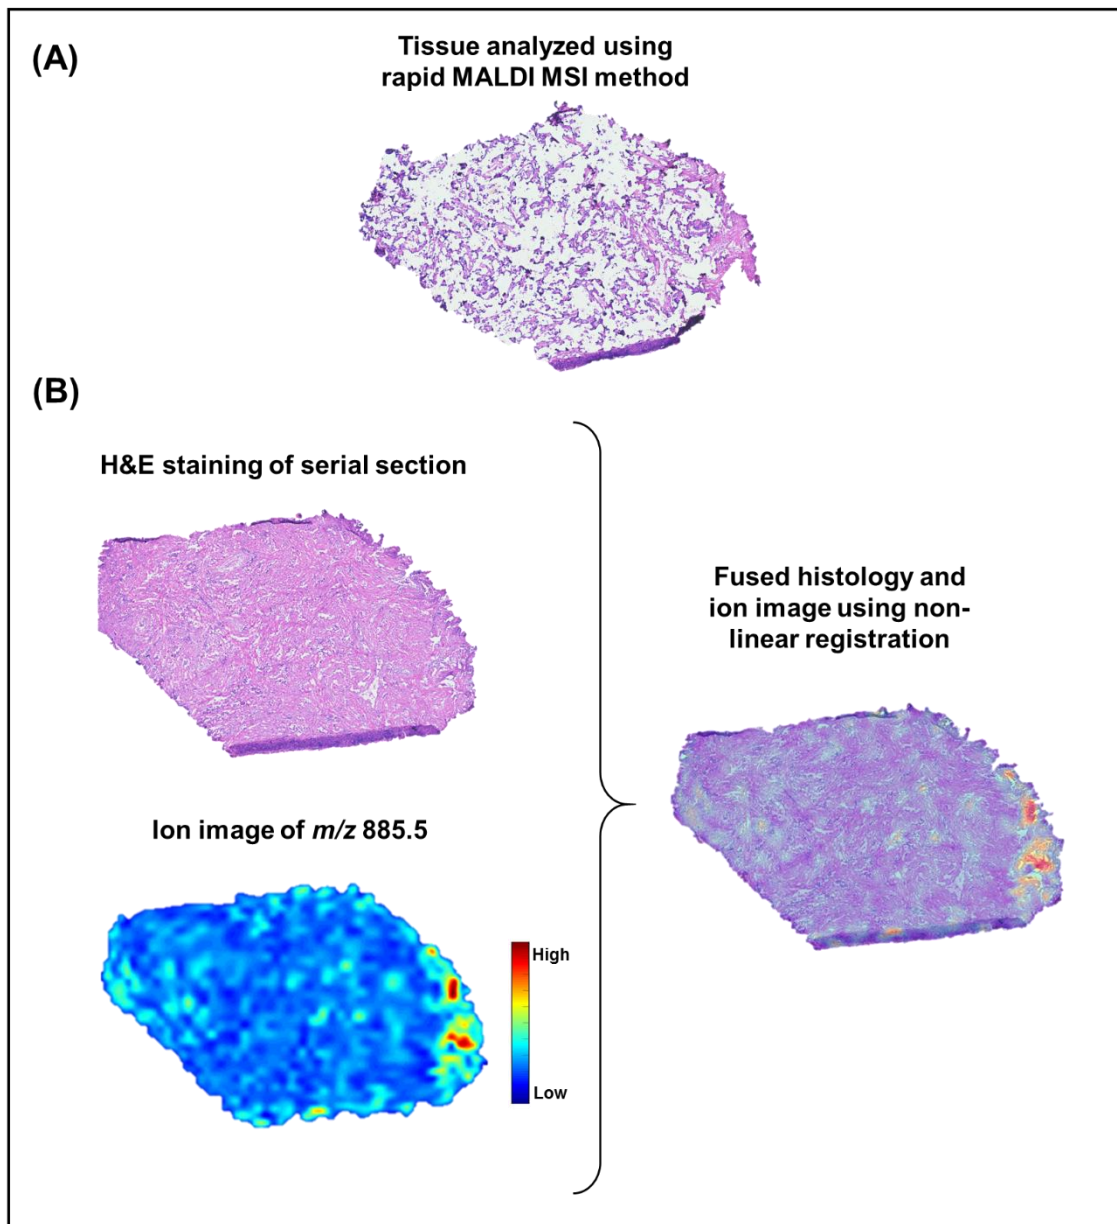 (A)
Tissue analyzed using
rapid MALDI MSI method
(B)
H&E staining of serial section
Ion image of m/z 885.5
High
Low
Fused histology and
ion image using non-
linear registration